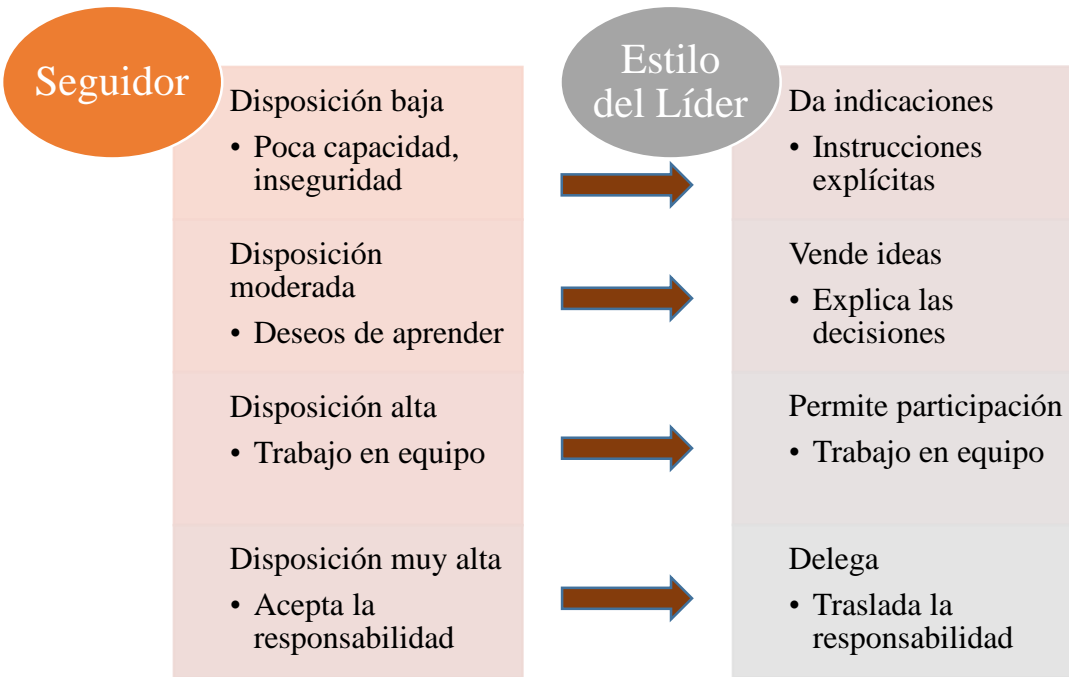 Seguidor
Disposición baja
• Poca capacidad,
inseguridad
Disposición
moderada
• Deseos de aprender
Disposición alta
• Trabajo en equipo
Disposición muy alta
• Acepta la
responsabilidad
Estilo
del Líder
Da indicaciones
• Instrucciones
explícitas
Vende ideas
• Explica las
decisiones
Permite participación
• Trabajo en equipo
Delega
• Traslada la
responsabilidad